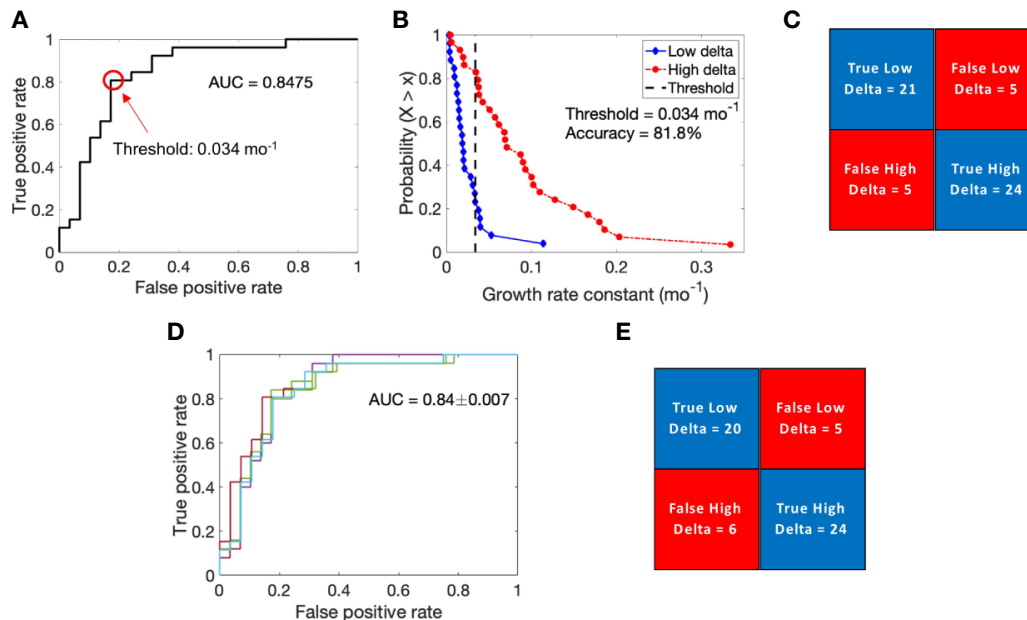 A
True positive rate
1
0.8
0.6
0.4
0.2
0
0
0.2
0.4
0.6
0.8
1
False positive rate
AUC = 0.8475
Threshold: 0.034 mo⁻¹
B
Probability (X > x)
1
0.8
0.6
0.4
0.2
0
0
0.1
0.2
0.3
Growth rate constant (mo⁻¹)
Low delta
High delta
Threshold
Threshold = 0.034 mo⁻¹
Accuracy = 81.8%
C
True Low
Delta = 21
False Low
Delta = 5
False High
Delta = 5
True High
Delta = 24
D
True positive rate
1
0.8
0.6
0.4
0.2
0
0
0.2
0.4
0.6
0.8
1
False positive rate
AUC = 0.84±0.007
E
True Low
Delta = 20
False Low
Delta = 5
False High
Delta = 6
True High
Delta = 24